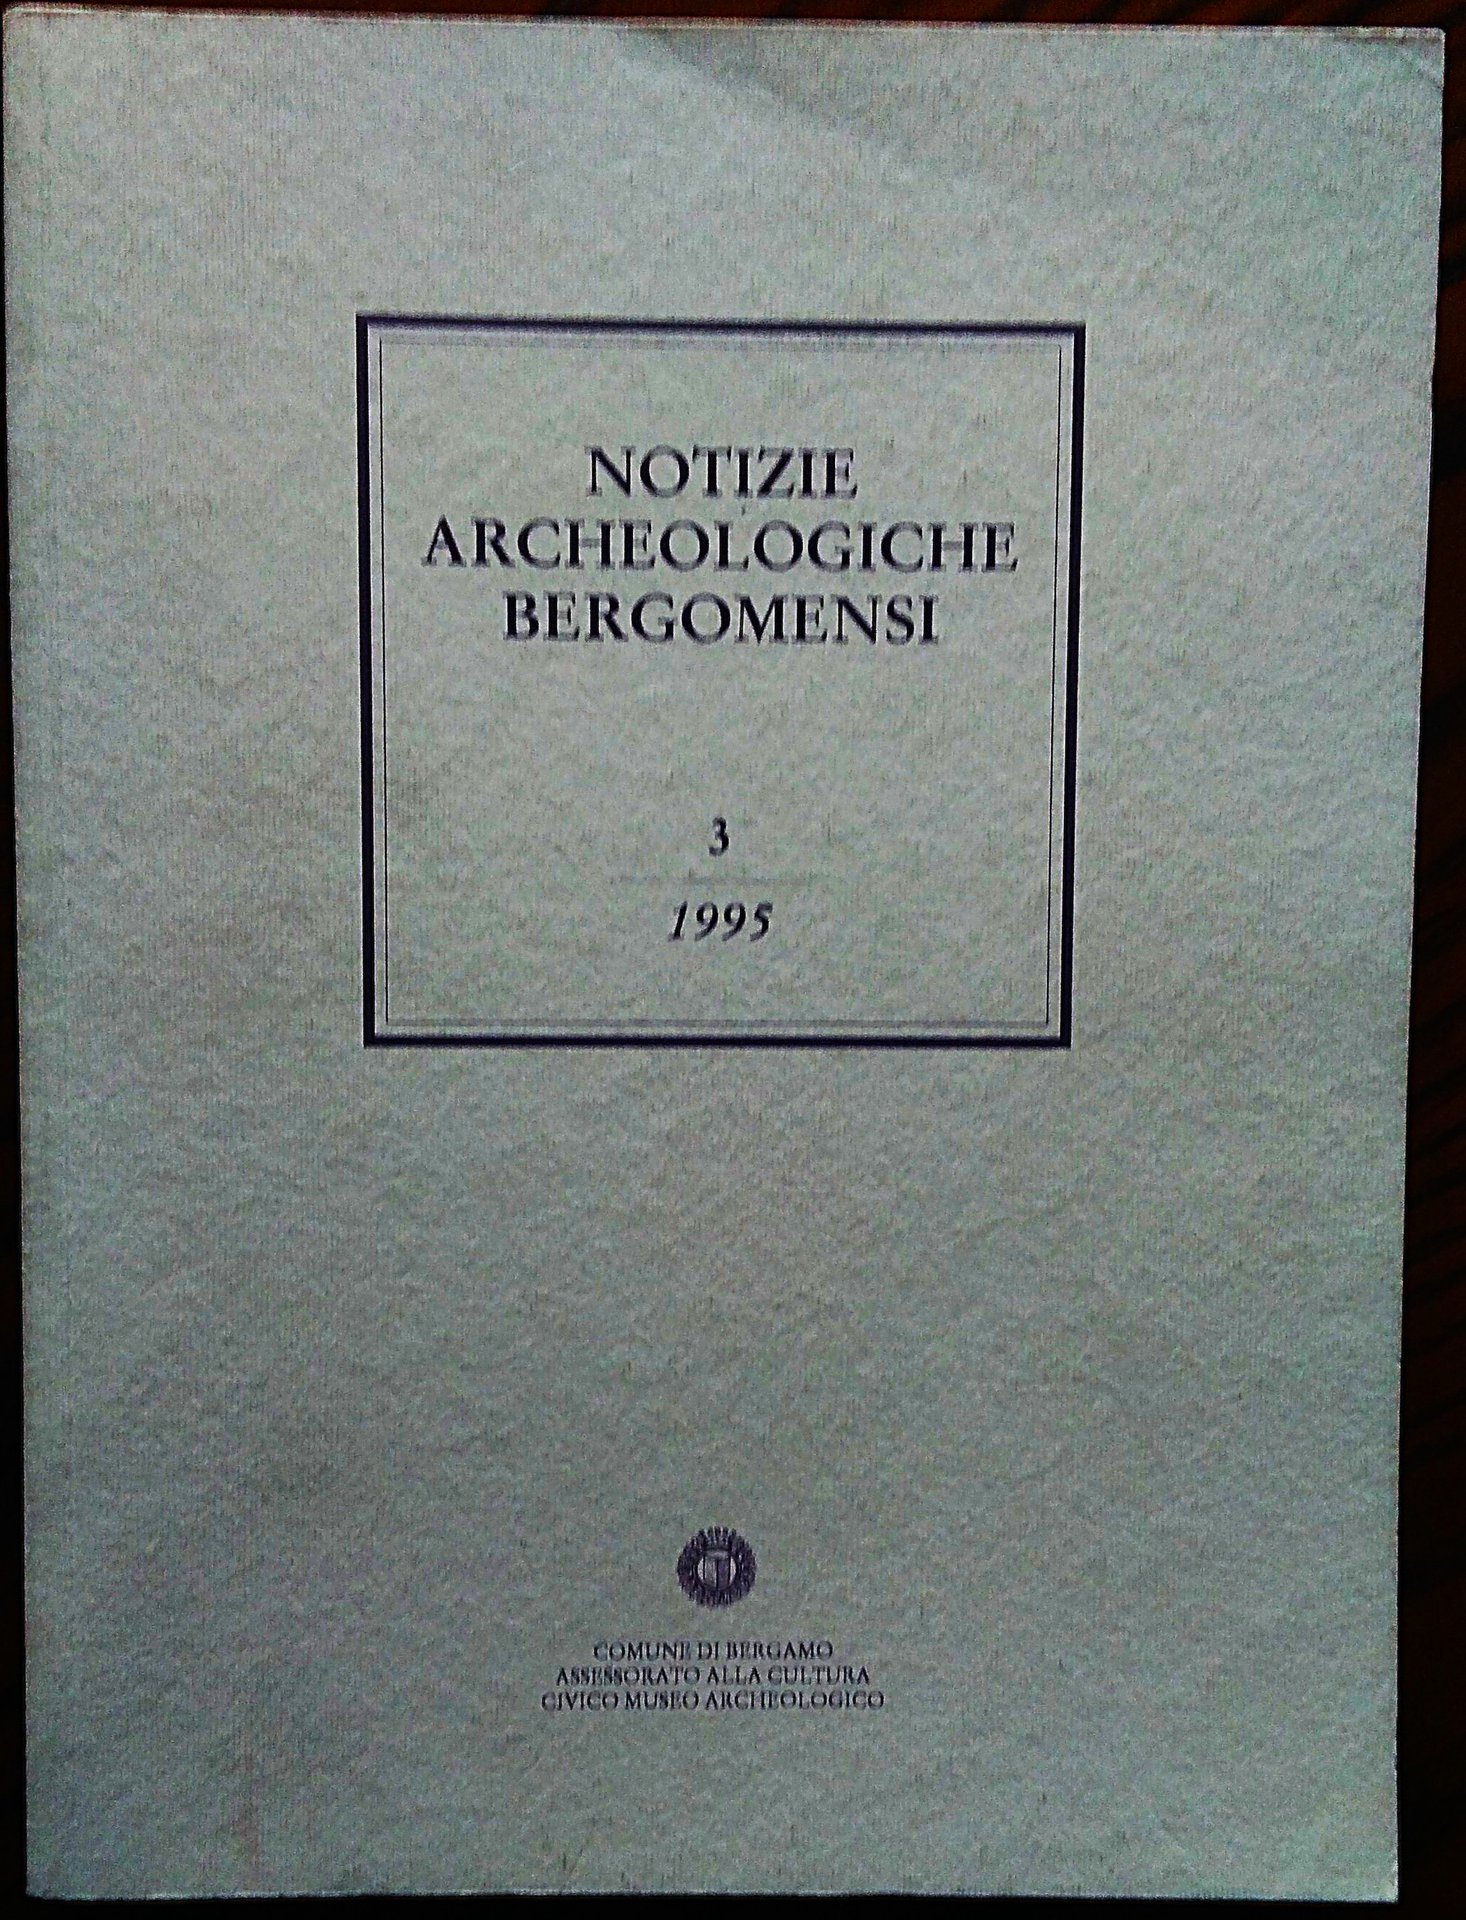 NOTIZIE
ARCHEOLOGICHE
BERGOMENSI
3
1995
COMUNE DI BERGAMO
ASSESSORATO ALLA CULTURA
CIVICO MUSEO ARCHEOLOGICO